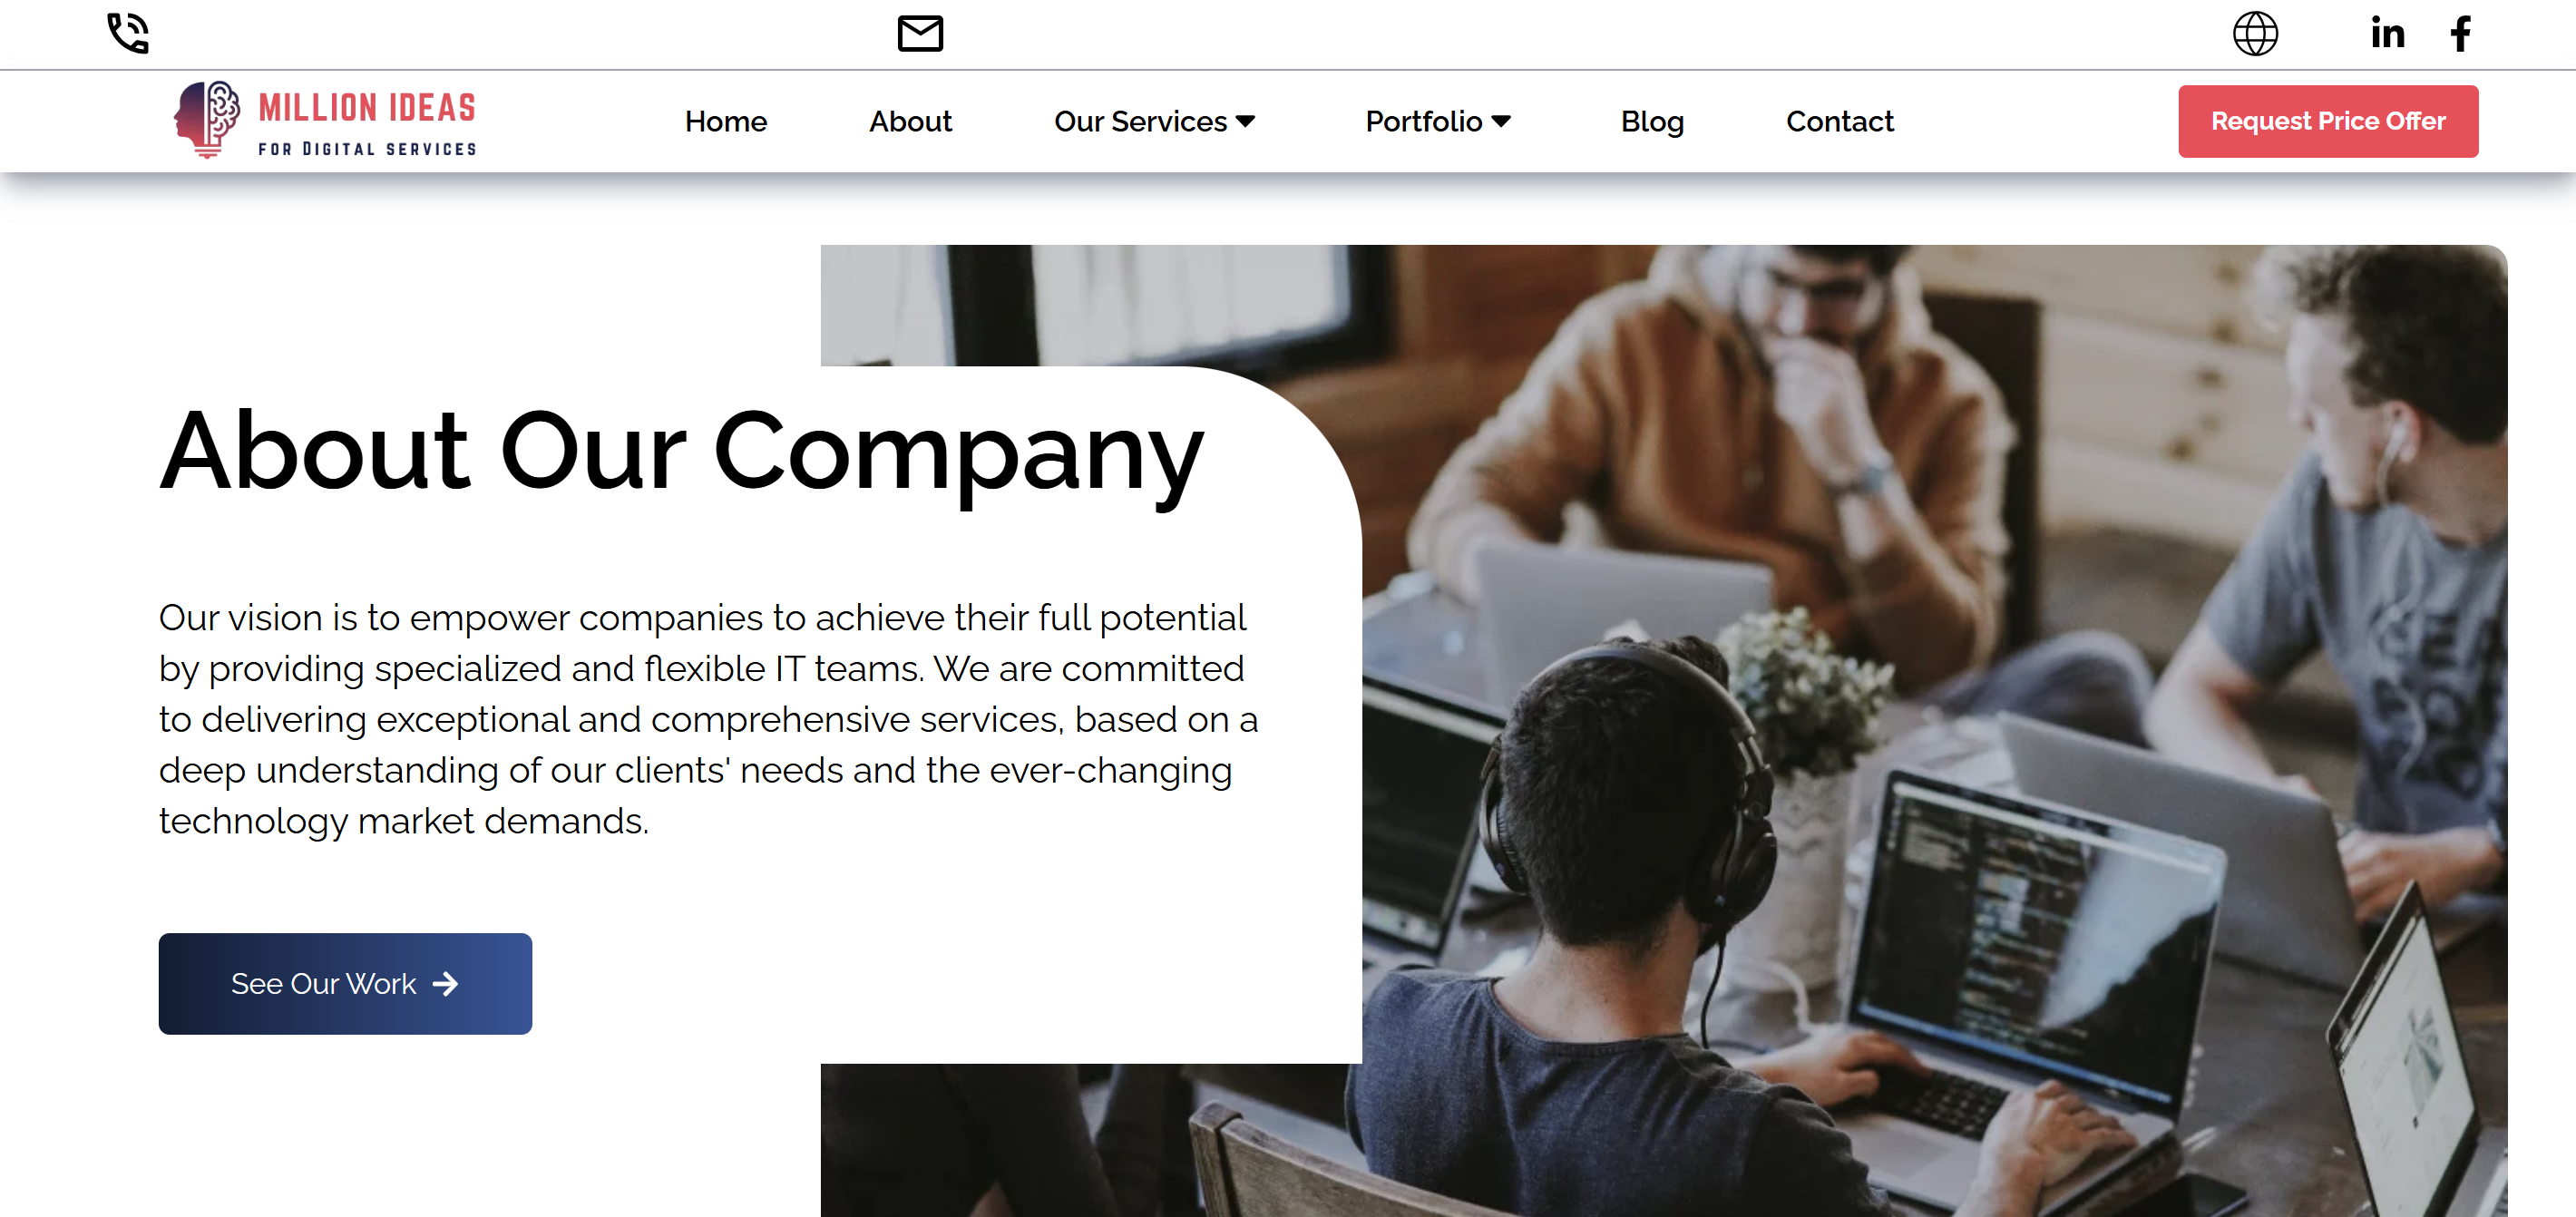 MILLION IDEAS
FOR DIGITAL SERVICES
Home
About
Our Services
Portfolio
Blog
Contact
Request Price Offer
About Our Company
Our vision is to empower companies to achieve their full potential
by providing specialized and flexible IT teams. We are committed
to delivering exceptional and comprehensive services, based on a
deep understanding of our clients' needs and the ever-changing
technology market demands.
See Our Work